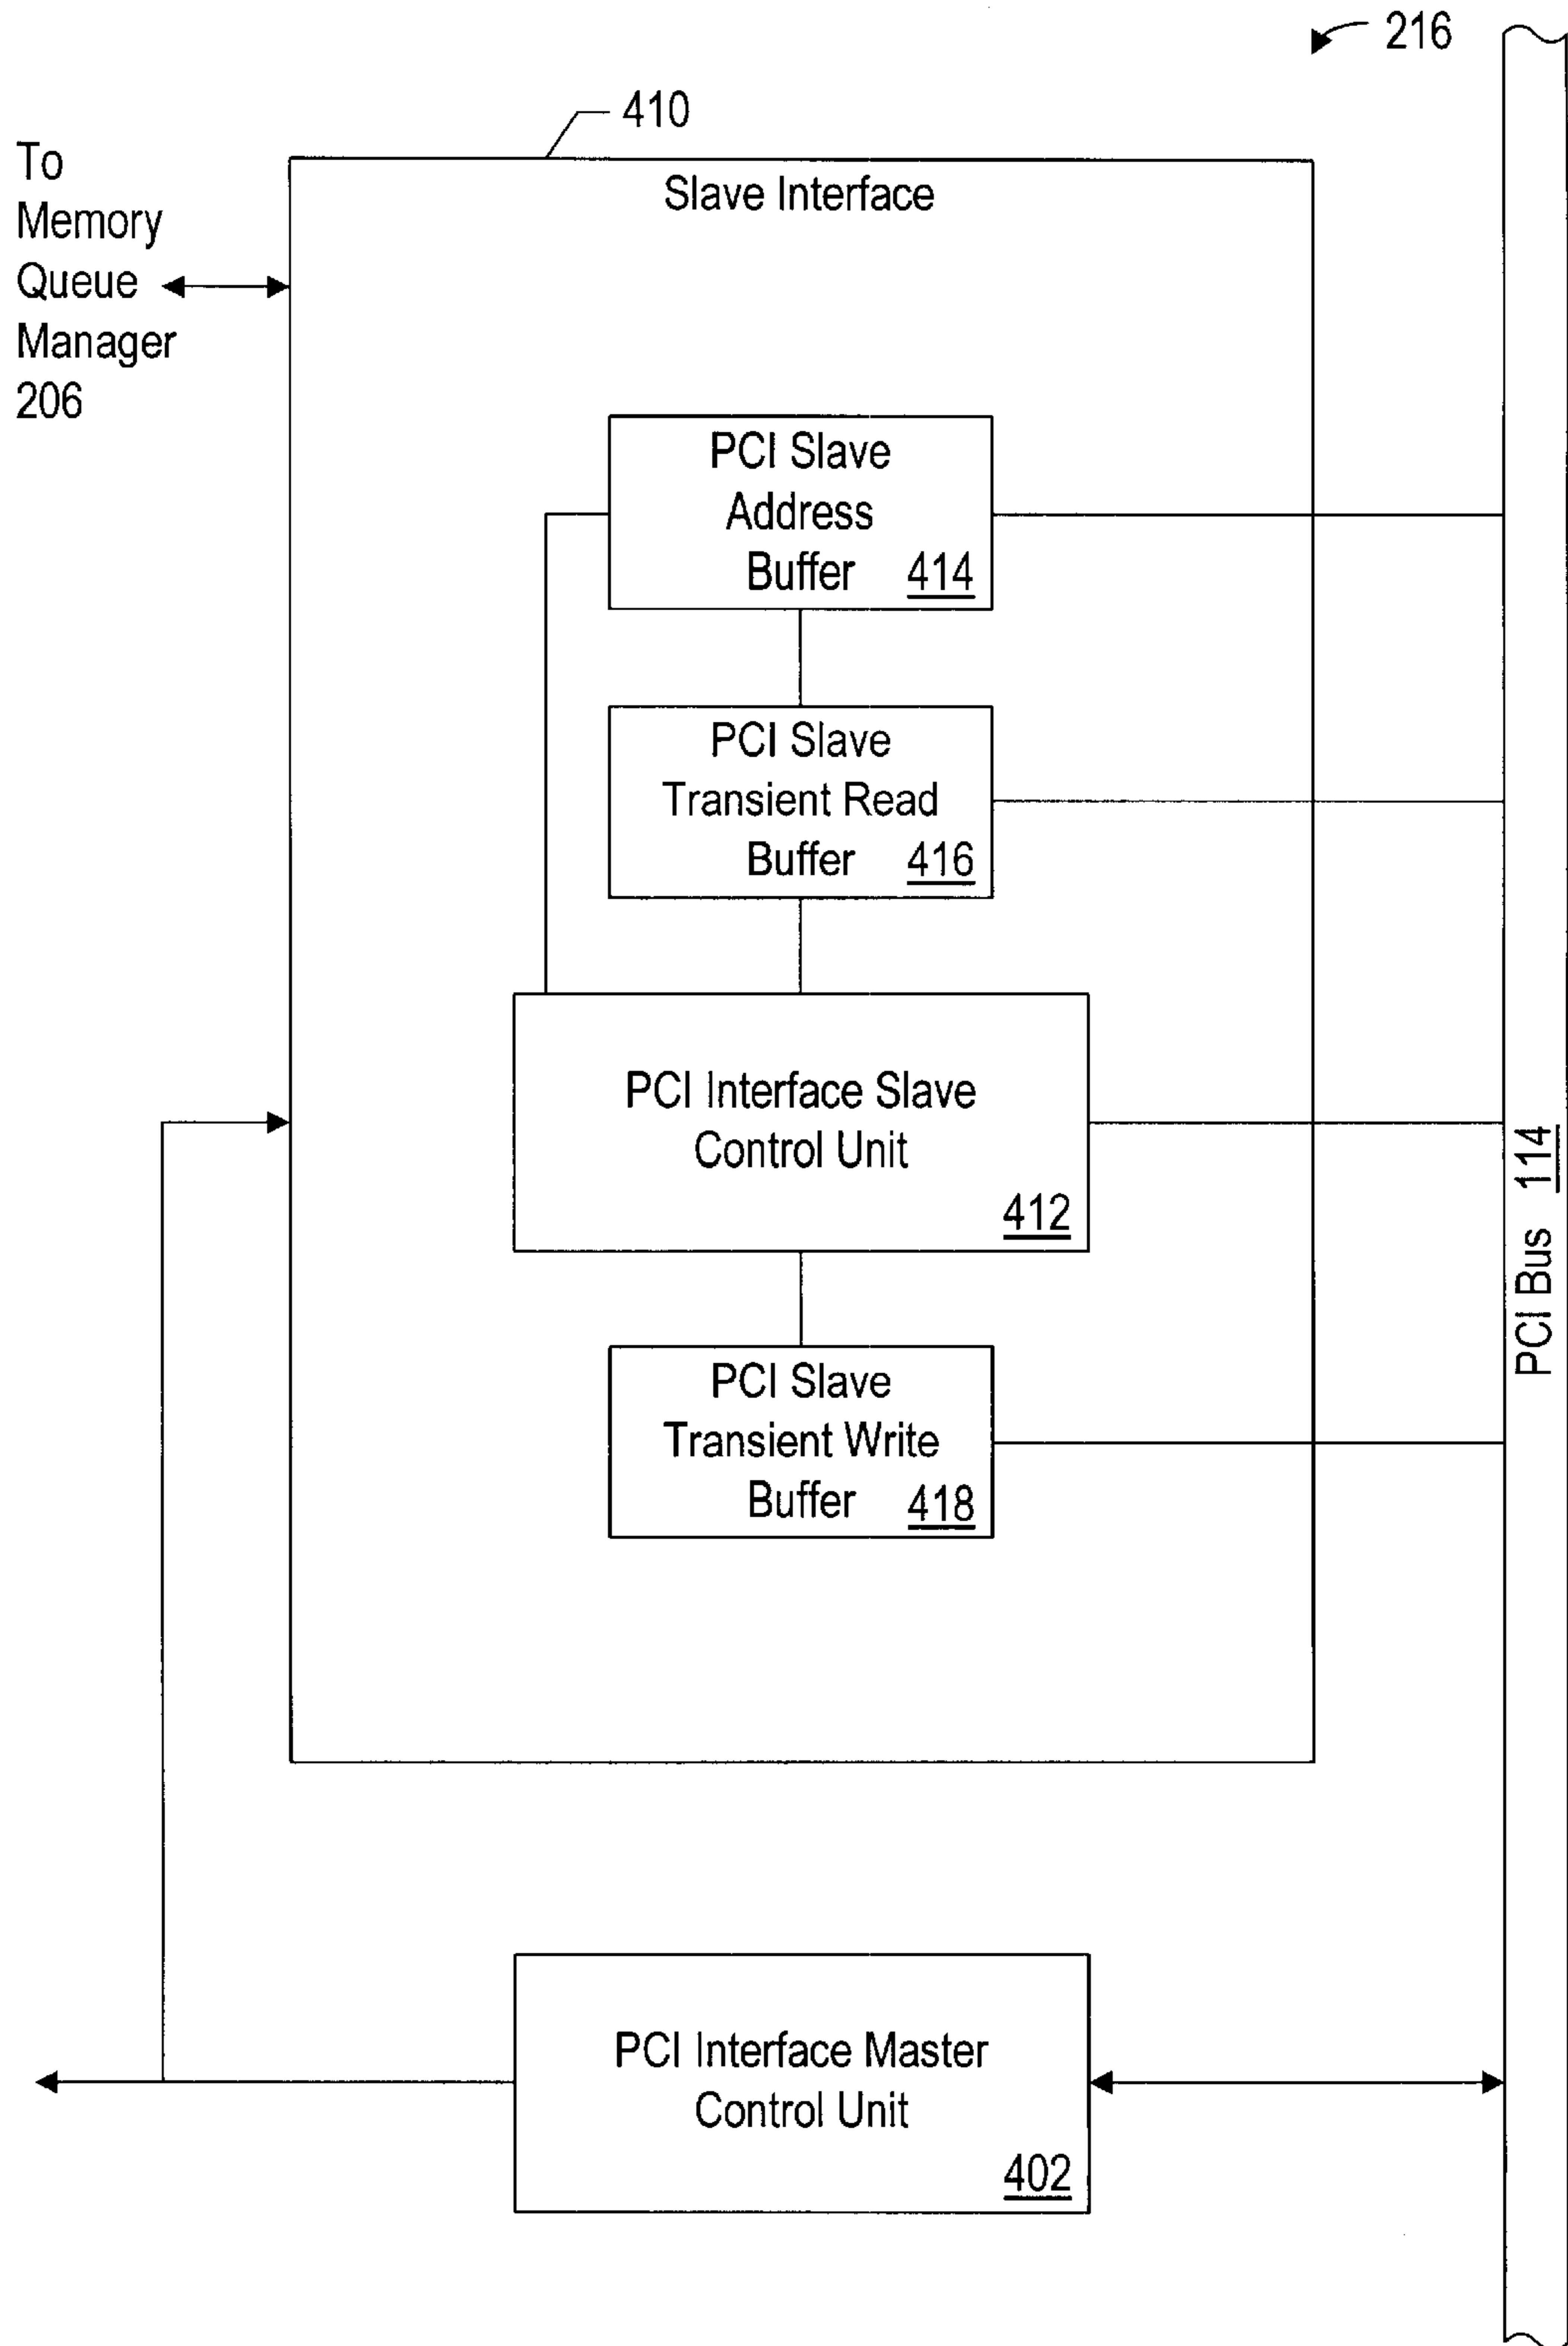 216
410
To
Memory
Queue
Manager
206
Slave Interface
PCI Slave
Address
Buffer 414
PCI Slave
Transient Read
Buffer 416
PCI Interface Slave
Control Unit
412
PCI Slave
Transient Write
Buffer 418
PCI Bus 114
PCI Interface Master
Control Unit
402